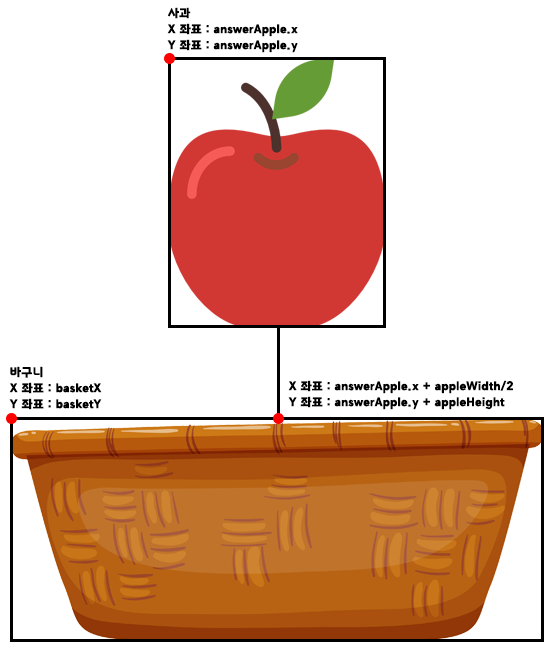 사과
X 좌표 : answerApple.x
Y 좌표 : answerApple.y
바구니
X 좌표 : basketX
Y 좌표 : basketY
X 좌표 : answerApple.x + appleWidth/2
Y 좌표 : answerApple.y + appleHeight